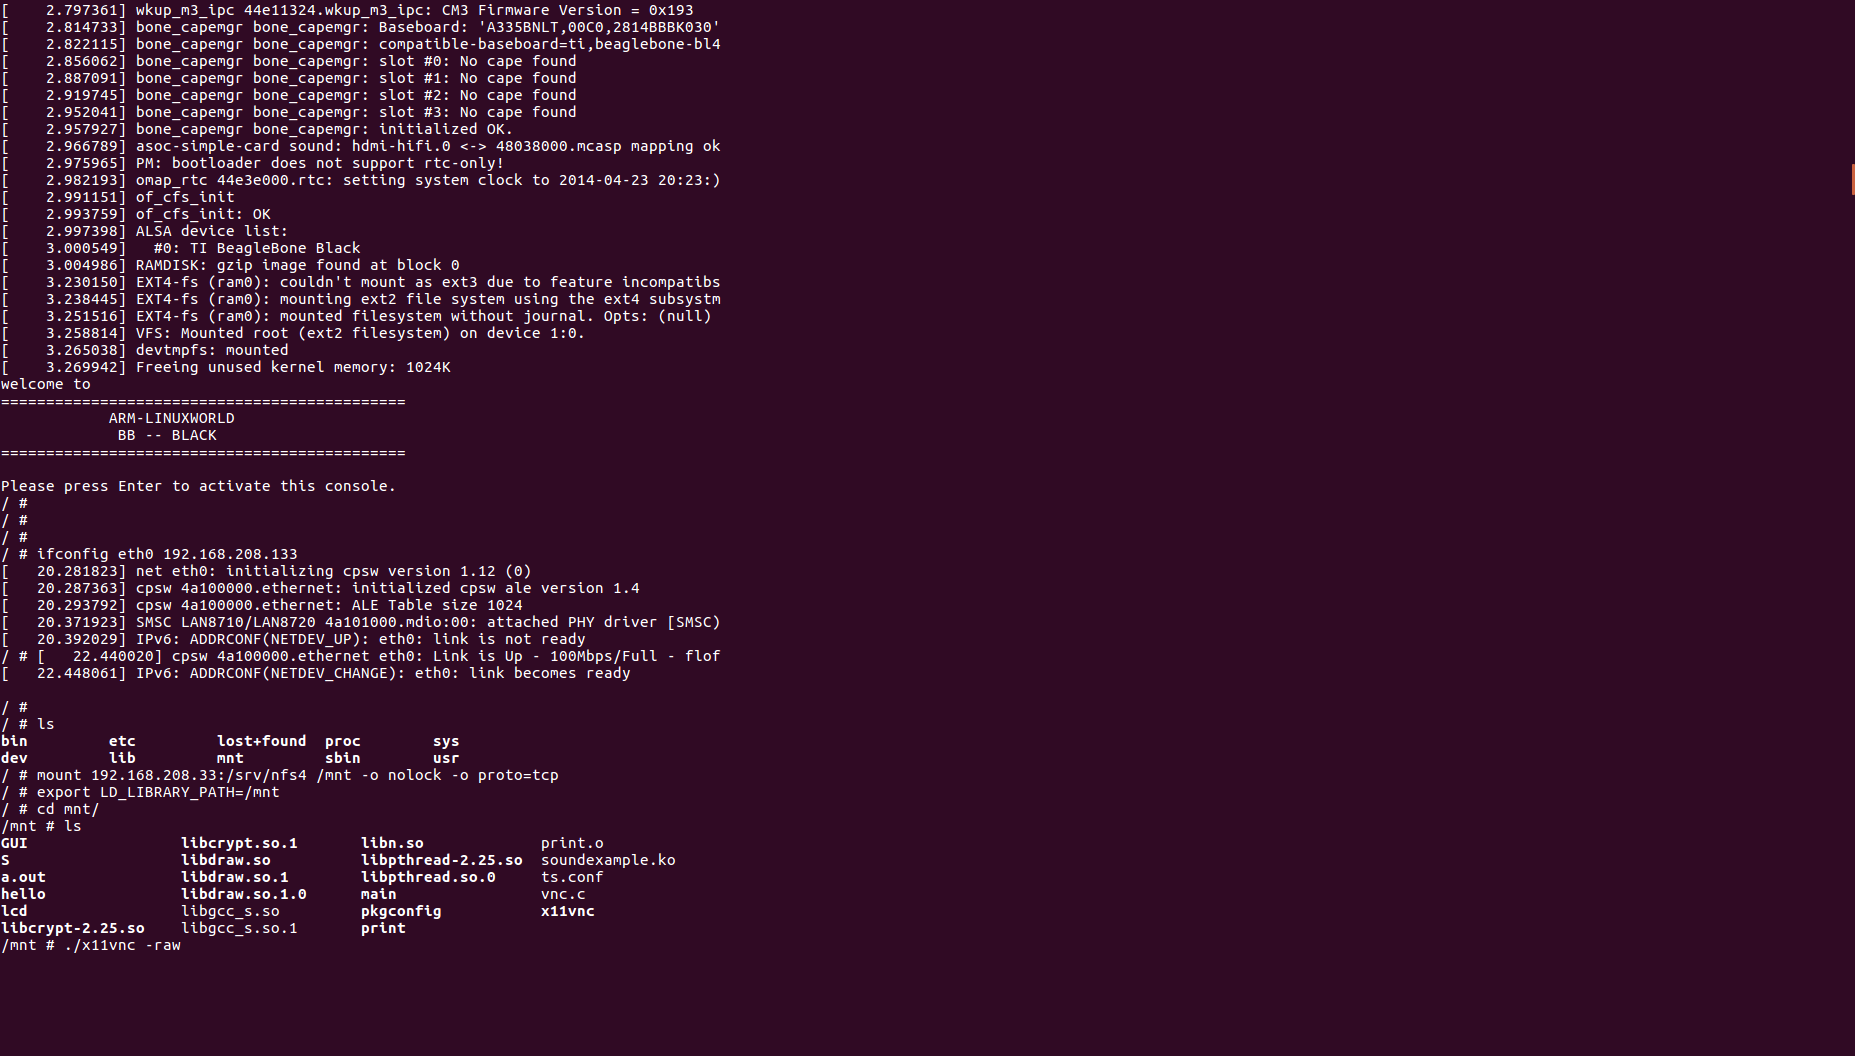 [    2.797361] wkup_m3_ipc 44e11324.wkup_m3_ipc: CM3 Firmware Version = 0x193
[    2.814733] bone_capemgr bone_capemgr: Baseboard: 'A335BNLT,00C0,2814BBBK030'
[    2.822115] bone_capemgr bone_capemgr: compatible-baseboard=ti,beaglebone-bl4
[    2.856062] bone_capemgr bone_capemgr: slot #0: No cape found
[    2.887091] bone_capemgr bone_capemgr: slot #1: No cape found
[    2.919745] bone_capemgr bone_capemgr: slot #2: No cape found
[    2.952041] bone_capemgr bone_capemgr: slot #3: No cape found
[    2.957927] bone_capemgr bone_capemgr: initialized OK.
[    2.966789] asoc-simple-card sound: hdmi-hifi.0 <-> 48038000.mcasp mapping ok
[    2.975965] PM: bootloader does not support rtc-only!
[    2.982193] omap_rtc 44e3e000.rtc: setting system clock to 2014-04-23 20:23:)
[    2.991151] of_cfs_init
[    2.993759] of_cfs_init: OK
[    2.997398] ALSA device list:
[    3.000549]   #0: TI BeagleBone Black
[    3.004986] RAMDISK: gzip image found at block 0
[    3.230150] EXT4-fs (ram0): couldn't mount as ext3 due to feature incompatibs
[    3.238445] EXT4-fs (ram0): mounting ext2 file system using the ext4 subsystm
[    3.251516] EXT4-fs (ram0): mounted filesystem without journal. Opts: (null)
[    3.258814] VFS: Mounted root (ext2 filesystem) on device 1:0.
[    3.265038] devtmpfs: mounted
[    3.269942] Freeing unused kernel memory: 1024K
welcome to
=============================================
            ARM-LINUXWORLD
             BB -- BLACK
=============================================
Please press Enter to activate this console.
/ #
/ #
/ #
/ # ifconfig eth0 192.168.208.133
[   20.281823] net eth0: initializing cpsw version 1.12 (0)
[   20.287363] cpsw 4a100000.ethernet: initialized cpsw ale version 1.4
[   20.293792] cpsw 4a100000.ethernet: ALE Table size 1024
[   20.371923] SMSC LAN8710/LAN8720 4a101000.mdio:00: attached PHY driver [SMSC)
[   20.392029] IPv6: ADDRCONF(NETDEV_UP): eth0: link is not ready
/ # [   22.440020] cpsw 4a100000.ethernet eth0: Link is Up - 100Mbps/Full - flof
[   22.448061] IPv6: ADDRCONF(NETDEV_CHANGE): eth0: link becomes ready
/ #
/ # ls
bin         etc         lost+found  proc        sys
dev         lib         mnt         sbin        usr
/ # mount 192.168.208.33:/srv/nfs4 /mnt -o nolock -o proto=tcp
/ # export LD_LIBRARY_PATH=/mnt
/ # cd mnt/
/mnt # ls
GUI                 libcrypt.so.1       libn.so             print.o
S                   libdraw.so          libpthread-2.25.so  soundexample.ko
a.out               libdraw.so.1        libpthread.so.0     ts.conf
hello               libdraw.so.1.0      main                vnc.c
lcd                 libgcc_s.so         pkgconfig           x11vnc
libcrypt-2.25.so    libgcc_s.so.1       print
/mnt # ./x11vnc -raw